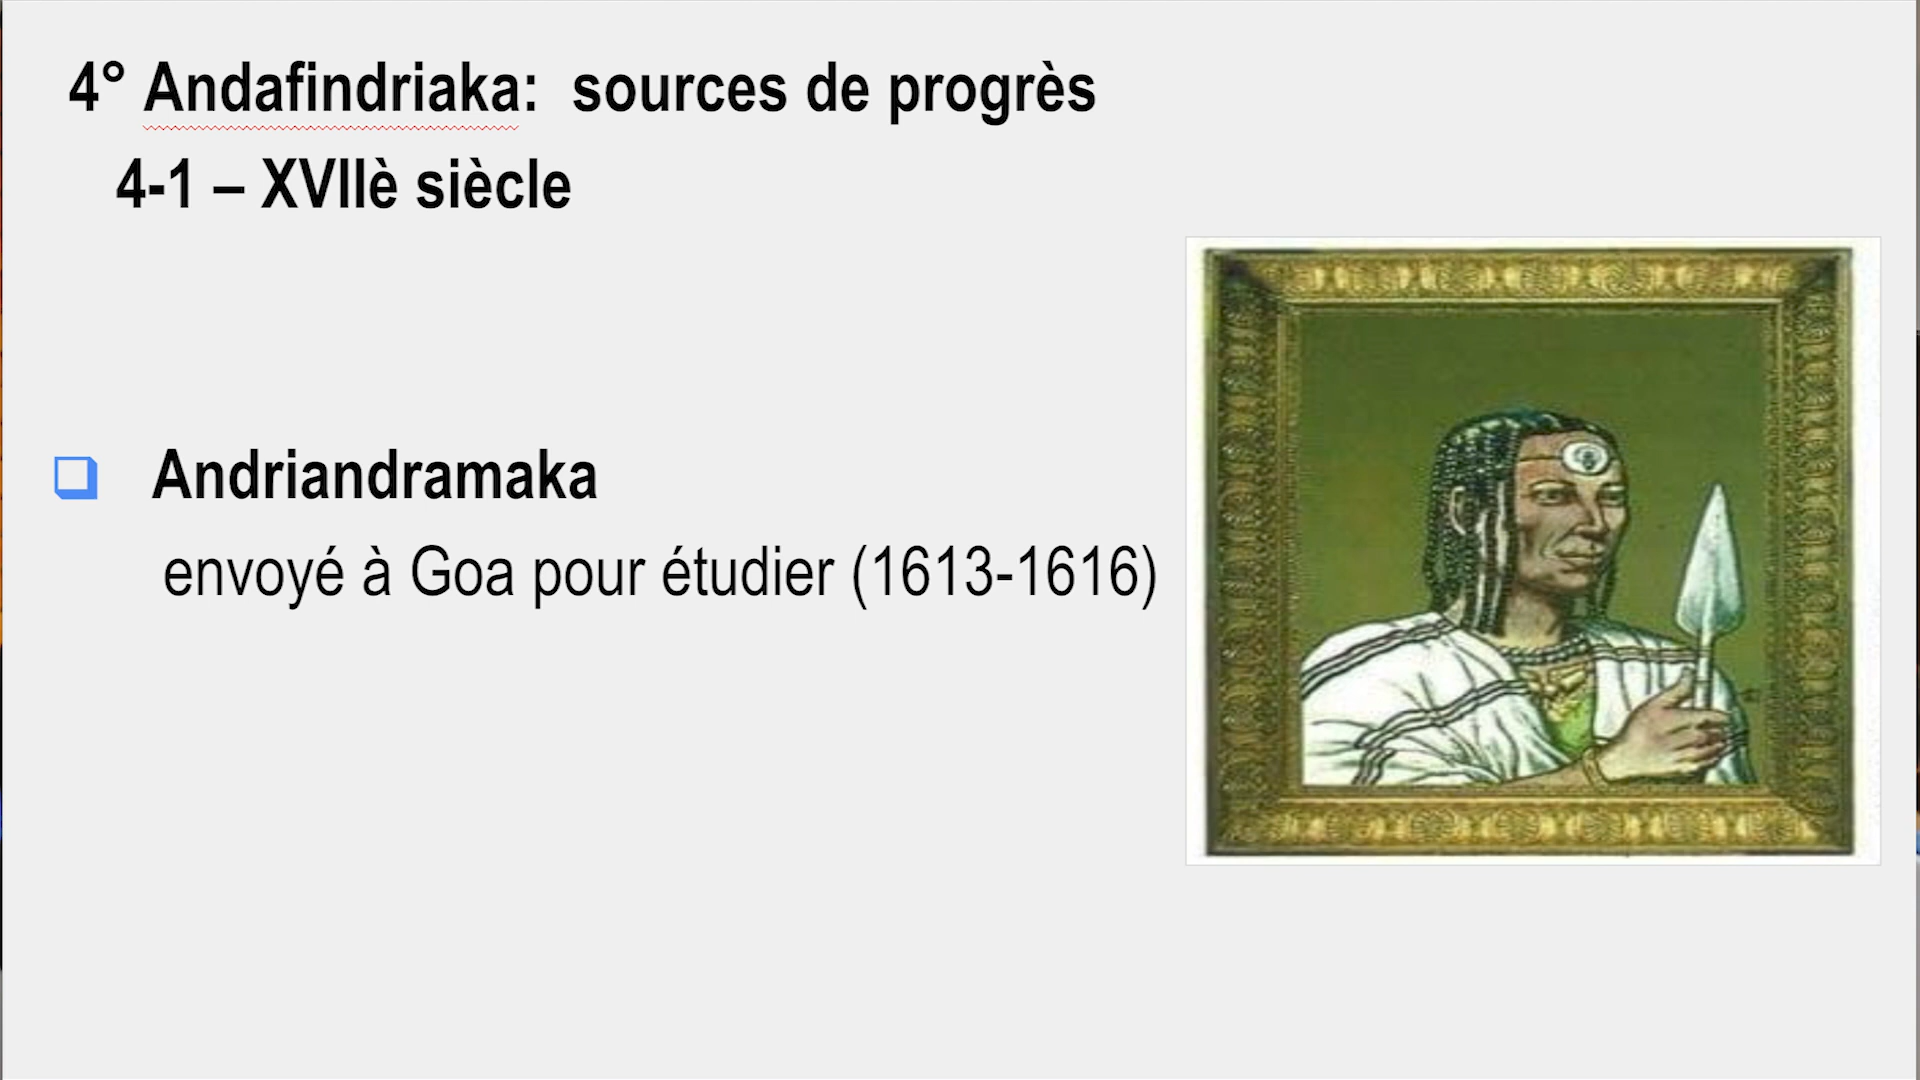 4° Andafindriaka: sources de progrès
4-1 – XVIIè siècle
Andriandramaka
envoyé à Goa pour étudier (1613-1616)